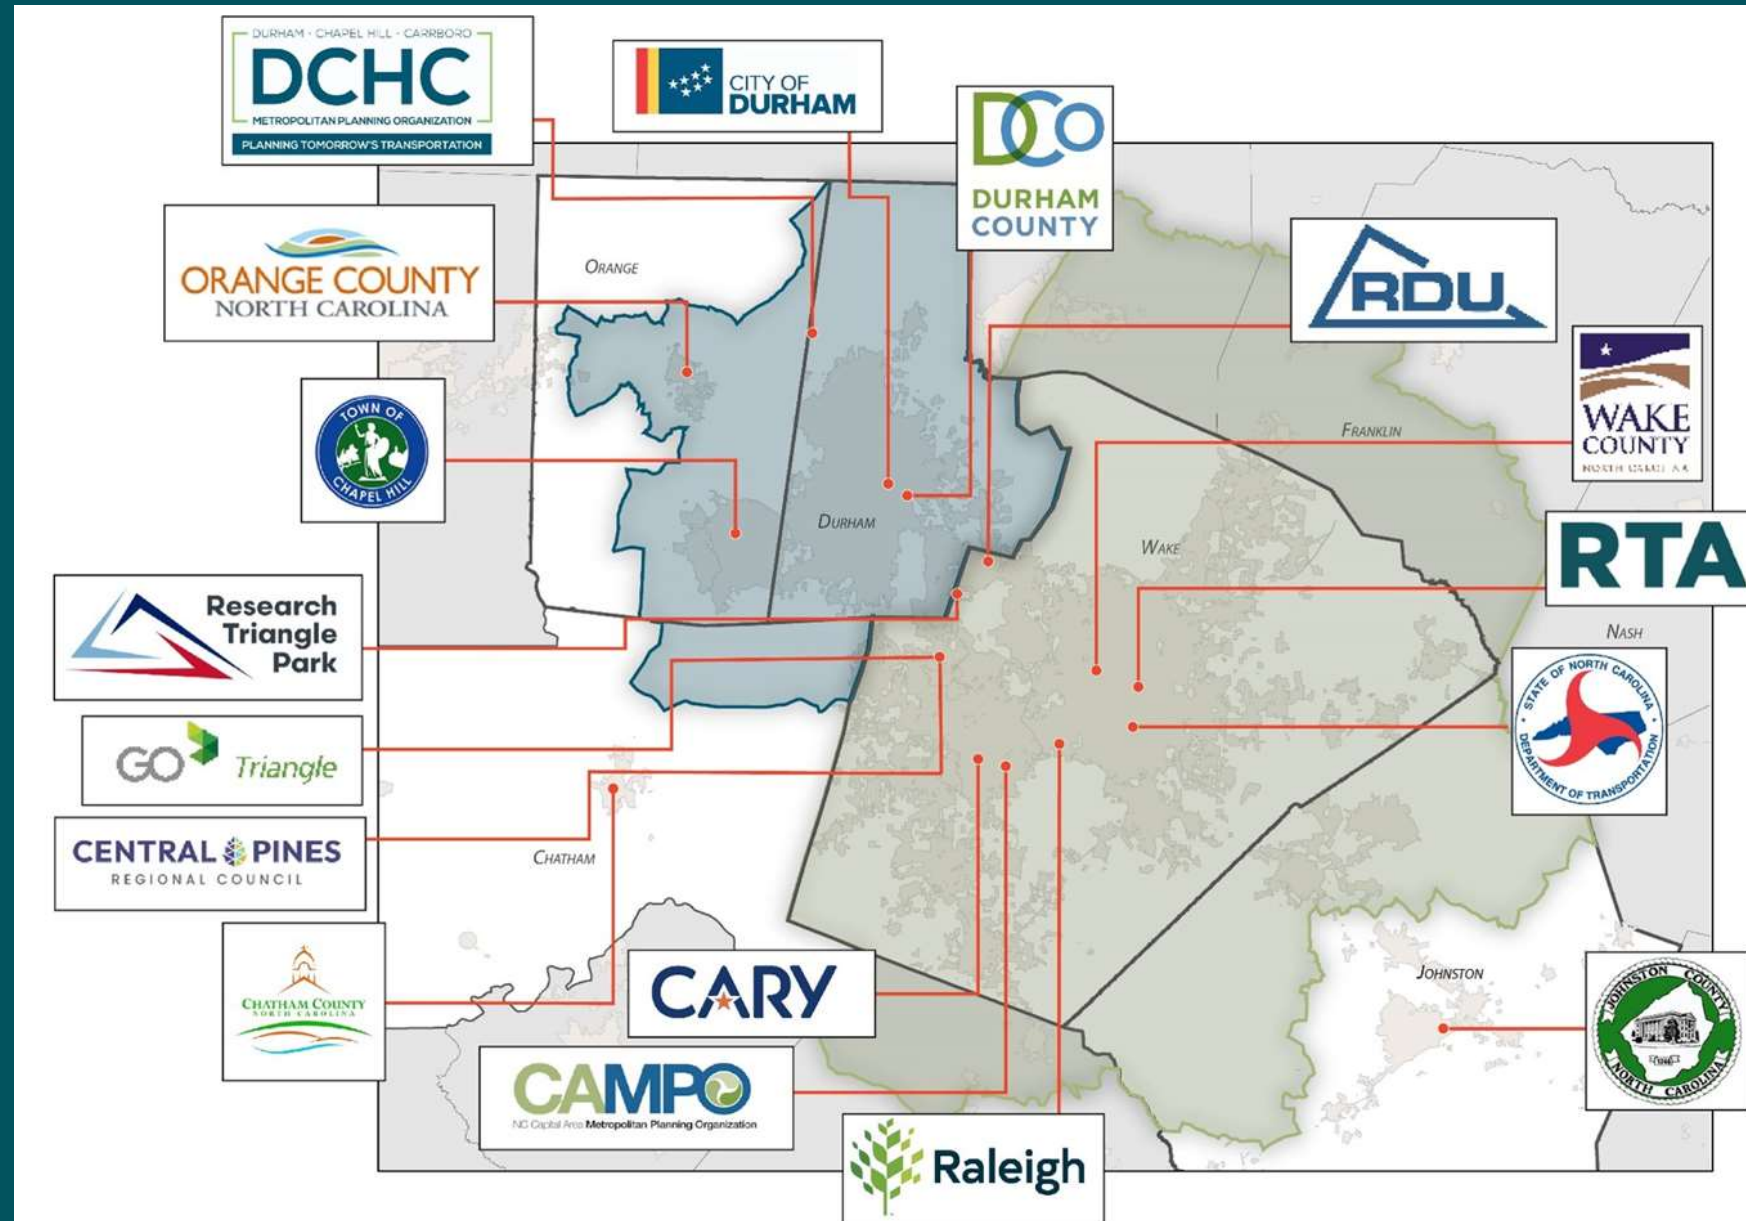 DURHAM · CHAPEL HILL · CARRBORO
DCHC
METROPOLITAN PLANNING ORGANIZATION
PLANNING TOMORROW'S TRANSPORTATION
CITY OF
DURHAM
DCo
DURHAM
COUNTY
ORANGE COUNTY
NORTH CAROLINA
ORANGE
RDU
TOWN OF
CHAPEL HILL
WAKE
COUNTY
NORTH CAROLINA
FRANKLIN
DURHAM
WAKE
RTA
NASH
Research
Triangle
Park
STATE OF NORTH CAROLINA
DEPARTMENT OF TRANSPORTATION
GO Triangle
CENTRAL PINES
REGIONAL COUNCIL
CHATHAM
CHATHAM COUNTY
NORTH CAROLINA
CARY
JOHNSTON
JOHNSTON COUNTY
NORTH CAROLINA
CAMPO
NC Capital Area Metropolitan Planning Organization
Raleigh